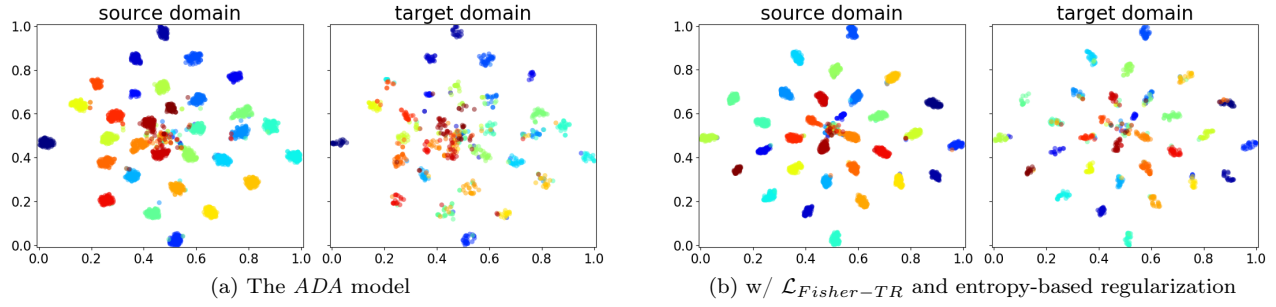 source domain
target domain
source domain
target domain
1.0
0.8
0.6
0.4
0.2
0.0
0.0 0.2 0.4 0.6 0.8 1.0
0.0 0.2 0.4 0.6 0.8 1.0
1.0
0.8
0.6
0.4
0.2
0.0
0.0 0.2 0.4 0.6 0.8 1.0
0.0 0.2 0.4 0.6 0.8 1.0
(a) The ADA model
(b) w/ ℒFisher−TR and entropy-based regularization